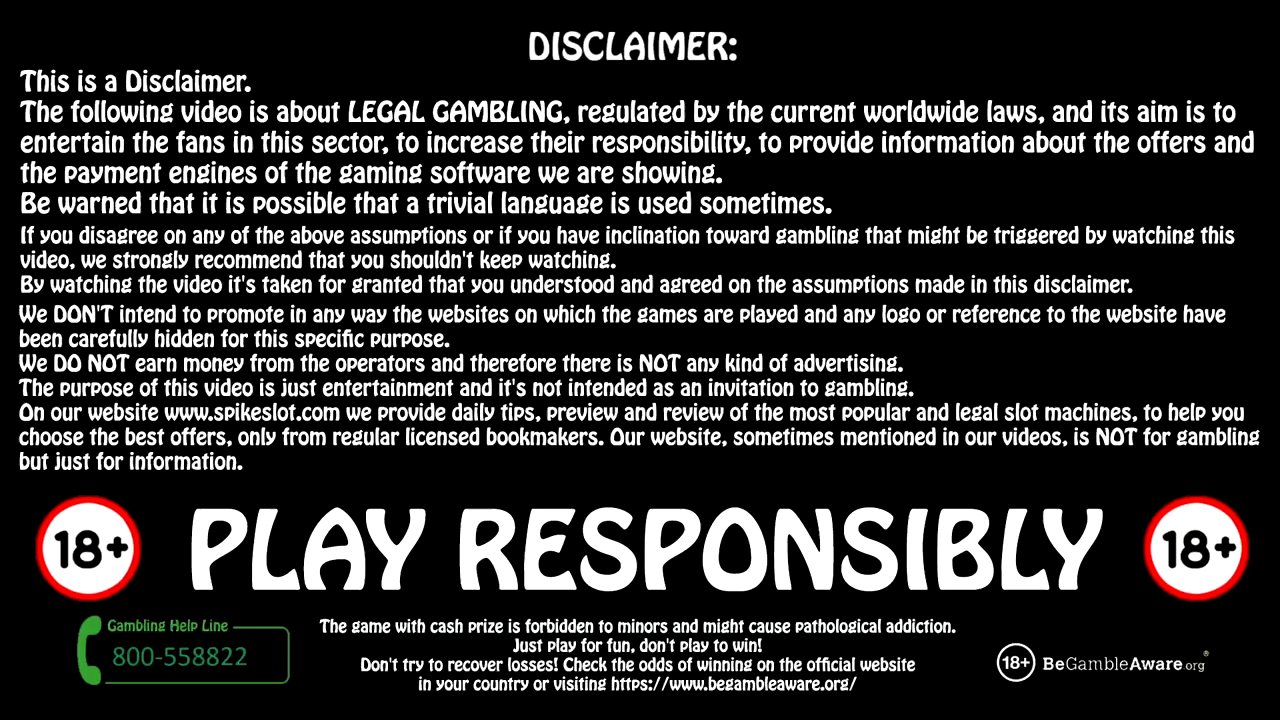 DISCLAIMER:
This is a Disclaimer.
The following video is about LEGAL GAMBLING, regulated by the current worldwide laws, and its aim is to
entertain the fans in this sector, to increase their responsibility, to provide information about the offers and
the payment engines of the gaming software we are showing.
Be warned that it is possible that a trivial language is used sometimes.
If you disagree on any of the above assumptions or if you have inclination toward gambling that might be triggered by watching this
video, we strongly recommend that you shouldn't keep watching.
By watching the video it's taken for granted that you understood and agreed on the assumptions made in this disclaimer.
We DON'T intend to promote in any way the websites on which the games are played and any logo or reference to the website have
been carefully hidden for this specific purpose.
We DO NOT earn money from the operators and therefore there is NOT any kind of advertising.
The purpose of this video is just entertainment and it's not intended as an invitation to gambling.
On our website www.spikeslot.com we provide daily tips, preview and review of the most popular and legal slot machines, to help you
choose the best offers, only from regular licensed bookmakers. Our website, sometimes mentioned in our videos, is NOT for gambling
but just for information.
18+ PLAY RESPONSIBLY 18+
Gambling Help Line
800-558822
The game with cash prize is forbidden to minors and might cause pathological addiction.
Just play for fun, don't play to win!
Don't try to recover losses! Check the odds of winning on the official website
in your country or visiting https://www.begambleaware.org/
18+ BeGambleAware.org®